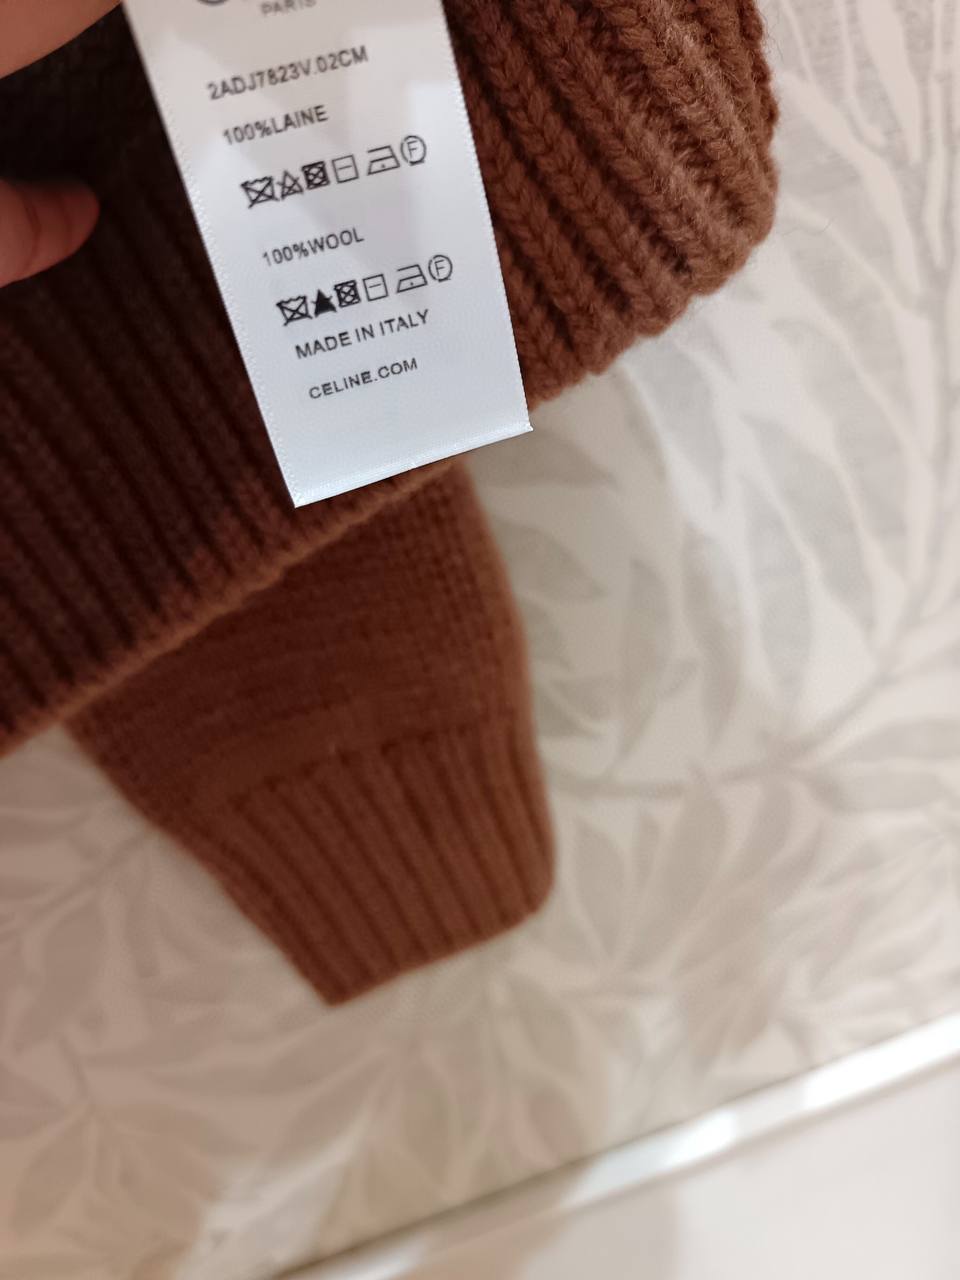 PARIS
2ADJ7823V.02CM
100%LAINE
F
100%WOOL
F
MADE IN ITALY
CELINE.COM